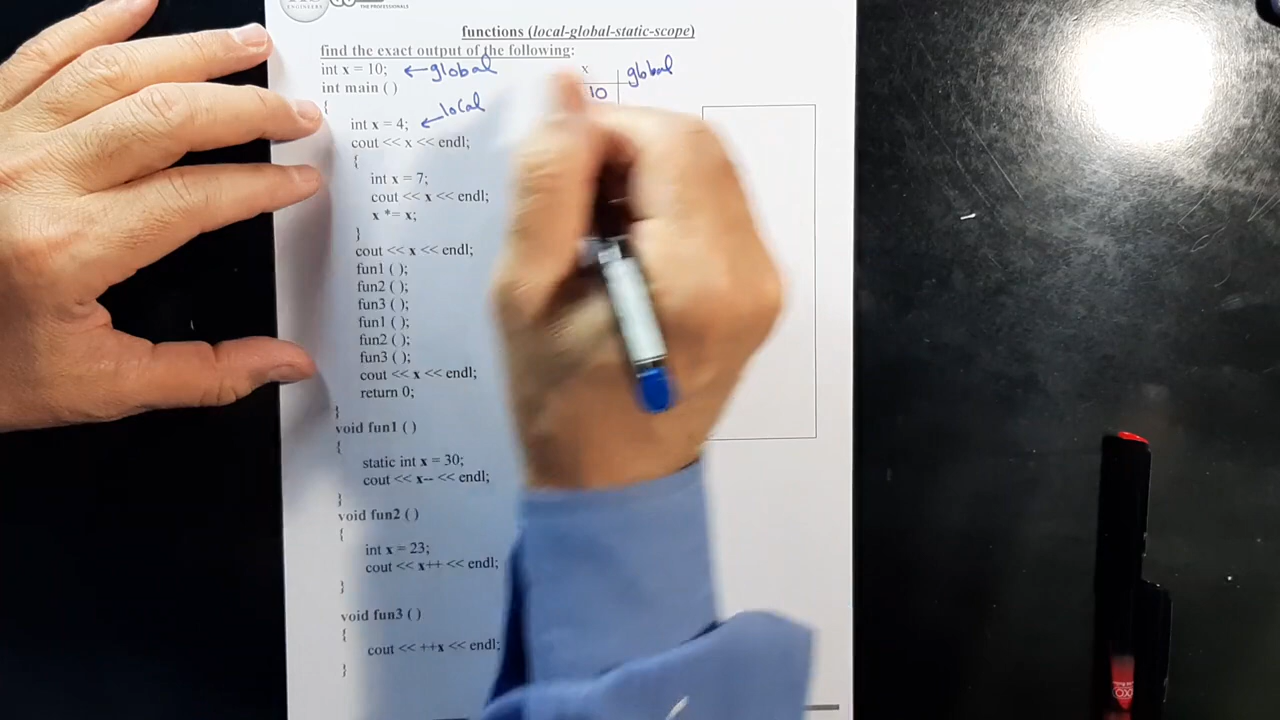 ENGINEERS
THE PROFESSIONALS
functions (local-global-static-scope)
find the exact output of the following:
int x = 10; ←global x global
int main ( ) 10
{
int x = 4; ←local
cout << x << endl;
{
int x = 7;
cout << x << endl;
x *= x;
}
cout << x << endl;
fun1 ( );
fun2 ( );
fun3 ( );
fun1 ( );
fun2 ( );
fun3 ( );
cout << x << endl;
return 0;
}
void fun1 ( )
{
static int x = 30;
cout << x-- << endl;
}
void fun2 ( )
{
int x = 23;
cout << x++ << endl;
}
void fun3 ( )
{
cout << ++x << endl;
}